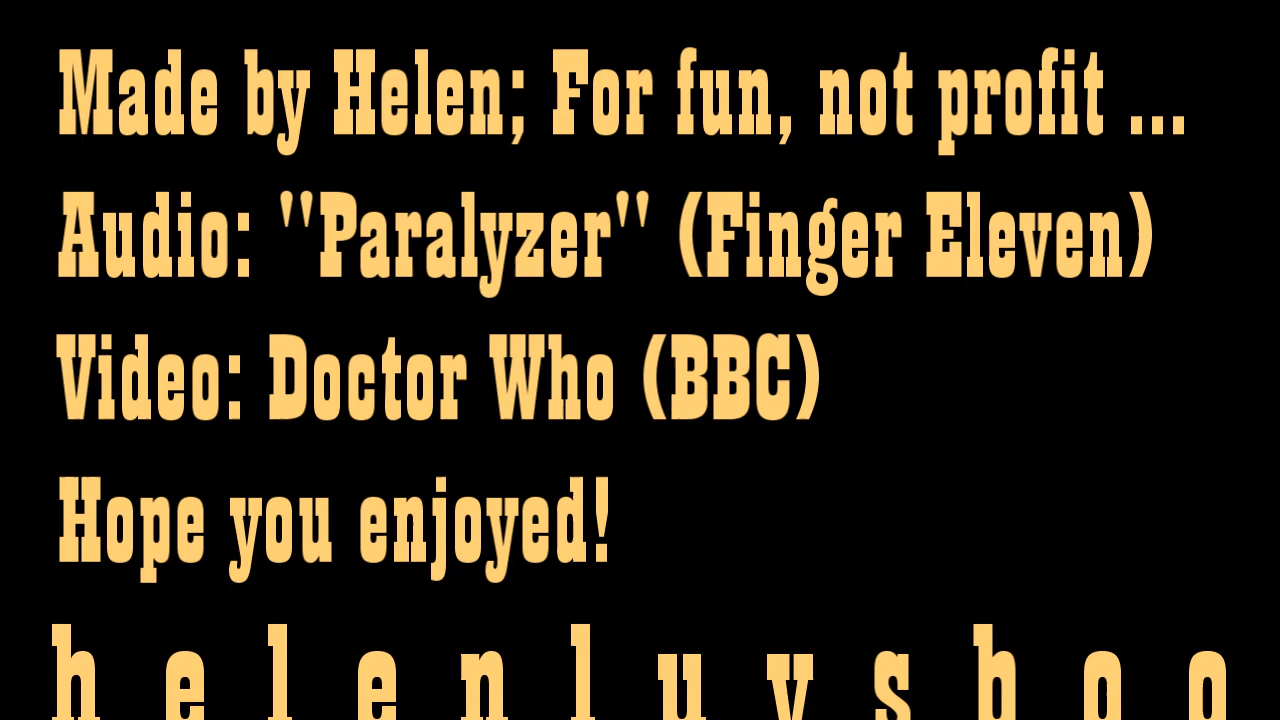 Made by Helen; For fun, not profit ...
Audio: "Paralyzer" (Finger Eleven)
Video: Doctor Who (BBC)
Hope you enjoyed!
h e l e n l u v s b o o